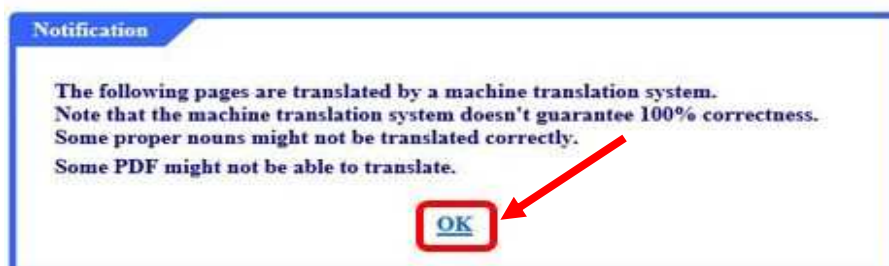 Notification
The following pages are translated by a machine translation system.
Note that the machine translation system doesn't guarantee 100% correctness.
Some proper nouns might not be translated correctly.
Some PDF might not be able to translate.
OK